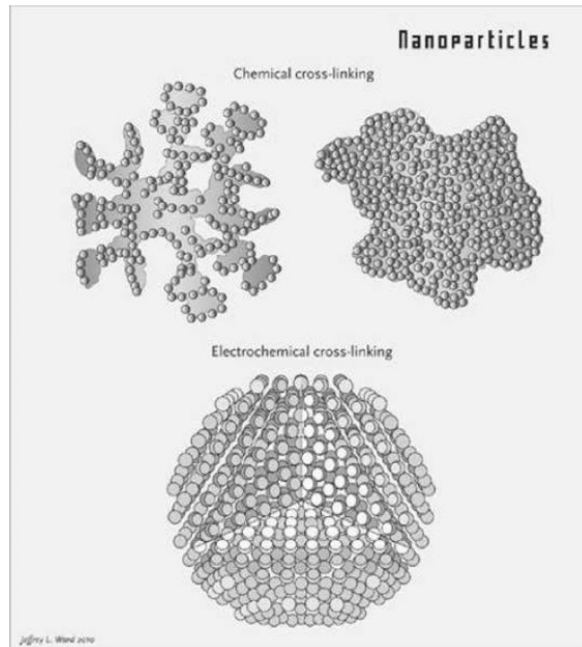 Nanoparticles
Chemical cross-linking
Electrochemical cross-linking
Jeffrey L. Ward 2010